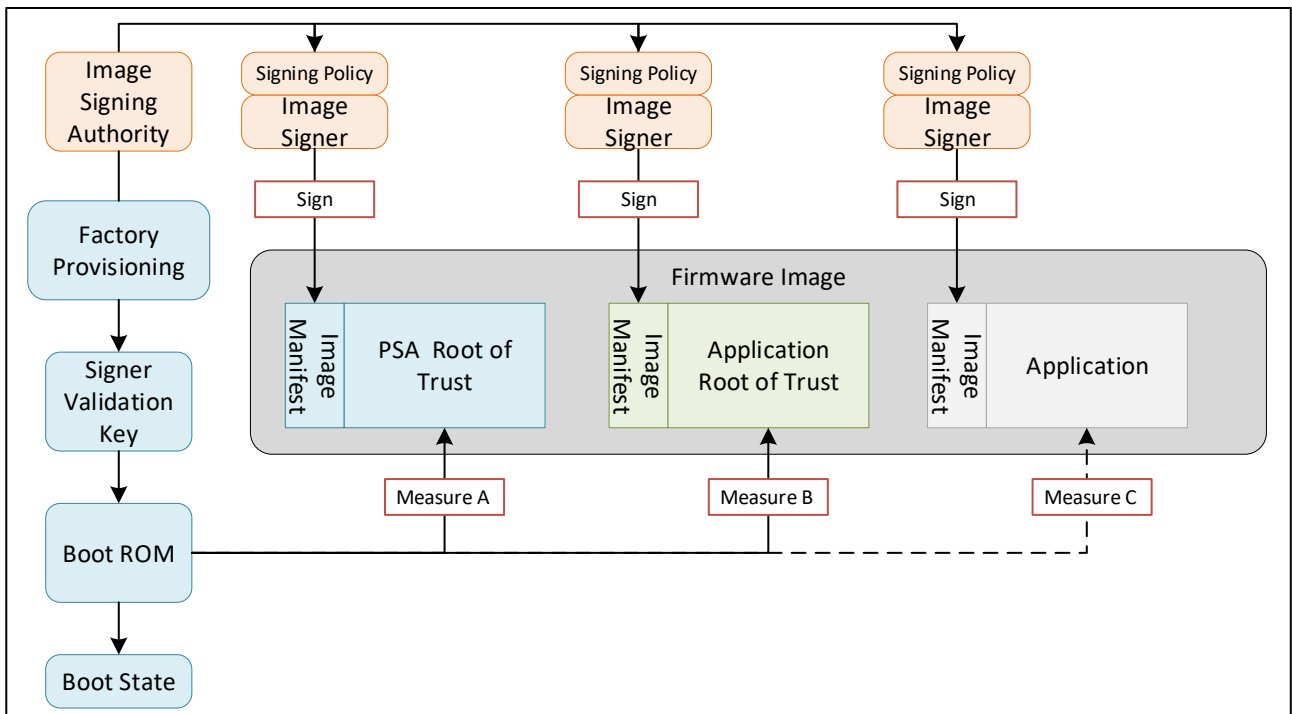 Image
Signing
Authority
Signing Policy
Image
Signer
Signing Policy
Image
Signer
Signing Policy
Image
Signer
Sign
Sign
Sign
Factory
Provisioning
Firmware Image
Image
Manifest
PSA Root of
Trust
Image
Manifest
Application
Root of Trust
Image
Manifest
Application
Signer
Validation
Key
Measure A
Measure B
Measure C
Boot ROM
Boot State